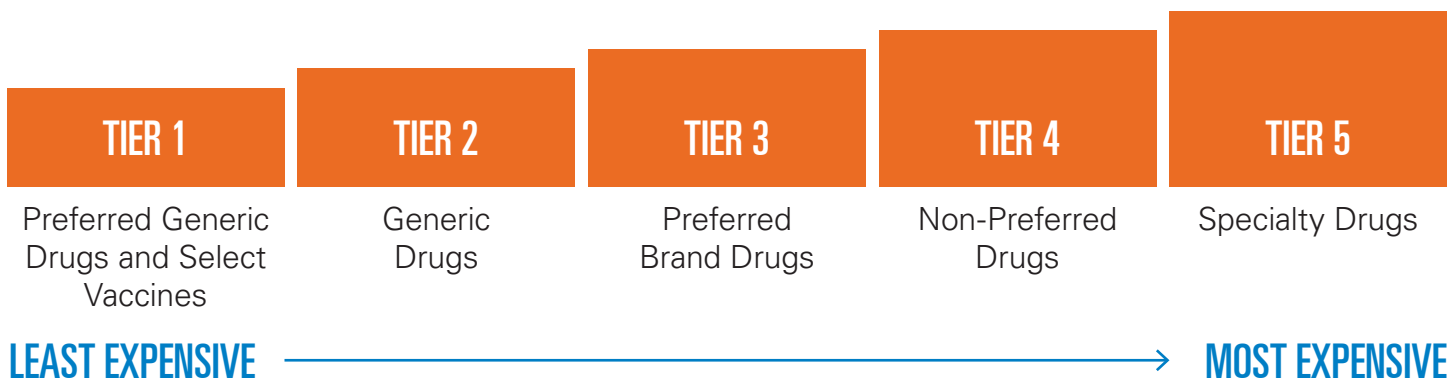 TIER 1
TIER 2
TIER 3
TIER 4
TIER 5
Preferred Generic
Drugs and Select
Vaccines
Generic
Drugs
Preferred
Brand Drugs
Non-Preferred
Drugs
Specialty Drugs
LEAST EXPENSIVE
MOST EXPENSIVE